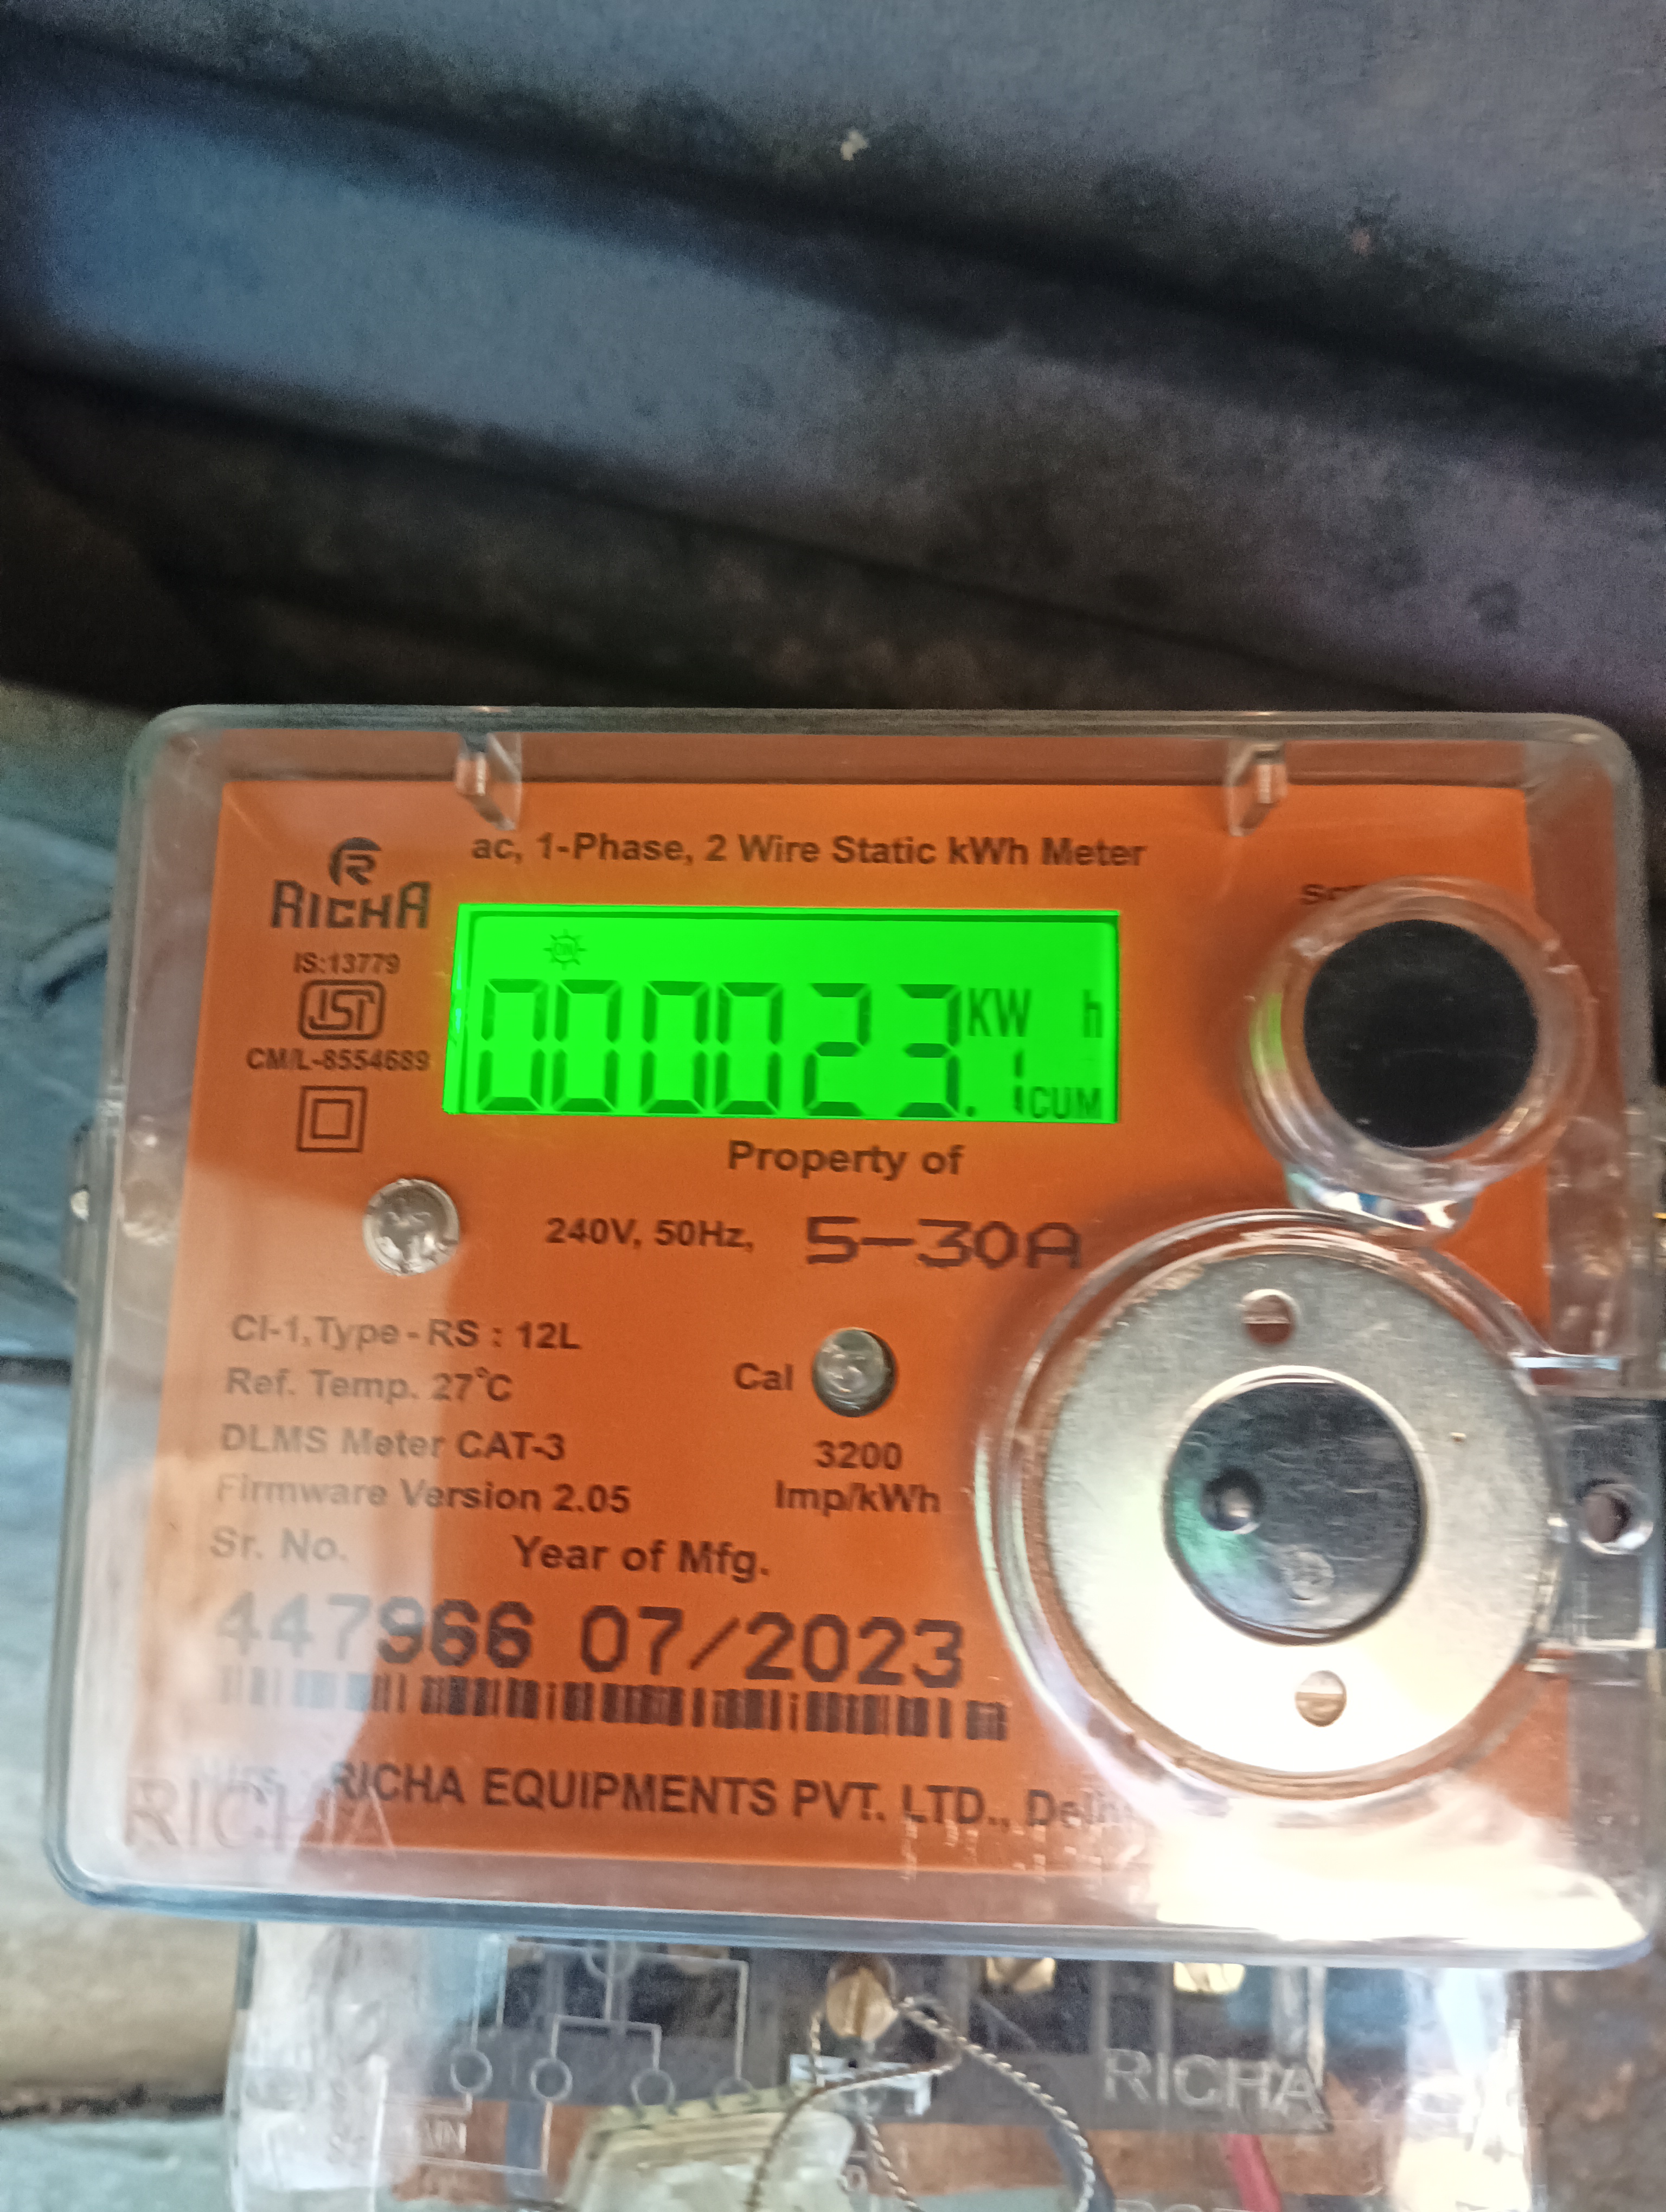 ac, 1-Phase, 2 Wire Static kWh Meter
RICHA
IS:13779
ISI
CM/L-8554689
ON
000023.1 KW h
CUM
Property of
240V, 50Hz, 5-30A
Cl-1, Type - RS : 12L
Ref. Temp. 27°C
DLMS Meter CAT-3
Firmware Version 2.05
Cal
3200
Imp/kWh
Sr. No. Year of Mfg.
447966 07/2023
RICHA EQUIPMENTS PVT. LTD.,
RICHA
RICHA